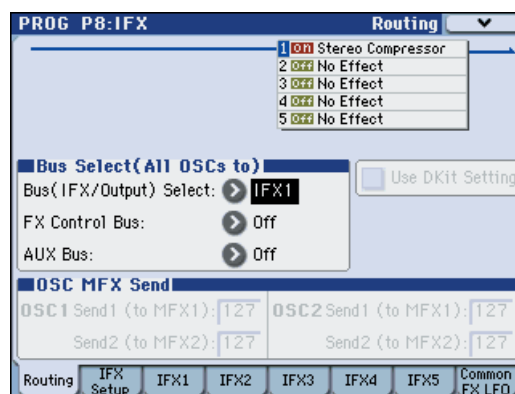 PROG P8:IFX Routing
1 On Stereo Compressor
2 Off No Effect
3 Off No Effect
4 Off No Effect
5 Off No Effect
Bus Select(All OSCs to)
Bus(IFX/Output) Select: IFX1
Use DKit Setting
FX Control Bus: Off
AUX Bus: Off
OSC MFX Send
OSC1 Send1 (to MFX1): 127 OSC2 Send1 (to MFX1): 127
Send2 (to MFX2): 127 Send2 (to MFX2): 127
Routing IFX Setup IFX1 IFX2 IFX3 IFX4 IFX5 Common FX LFO